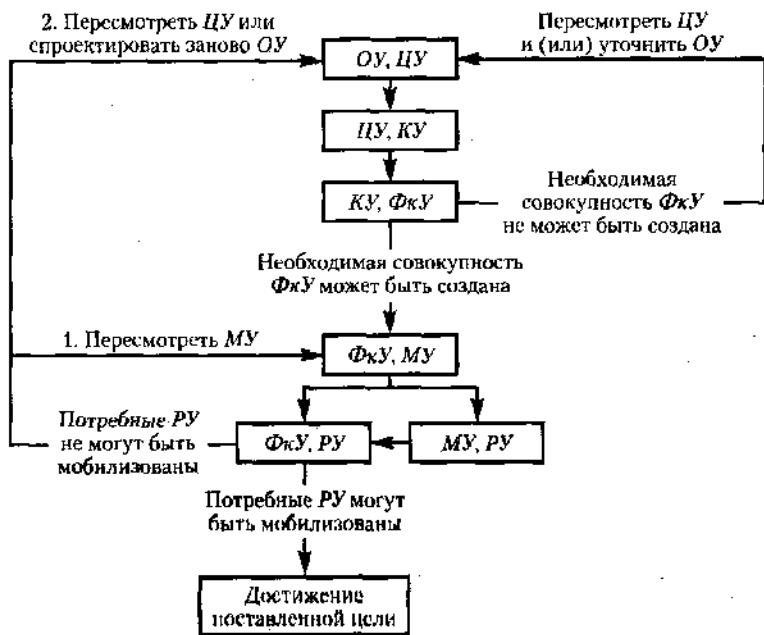 2. Пересмотреть ЦУ или
спроектировать заново ОУ
Пересмотреть ЦУ
и (или) уточнить ОУ
ОУ, ЦУ
ЦУ, КУ
КУ, ФкУ
Необходимая
совокупность ФкУ
не может быть создана
Необходимая совокупность
ФкУ может быть создана
1. Пересмотреть МУ
ФкУ, МУ
Потребные РУ
не могут быть
мобилизованы
ФкУ, РУ
МУ, РУ
Потребные РУ могут
быть мобилизованы
Достижение
поставленной цели